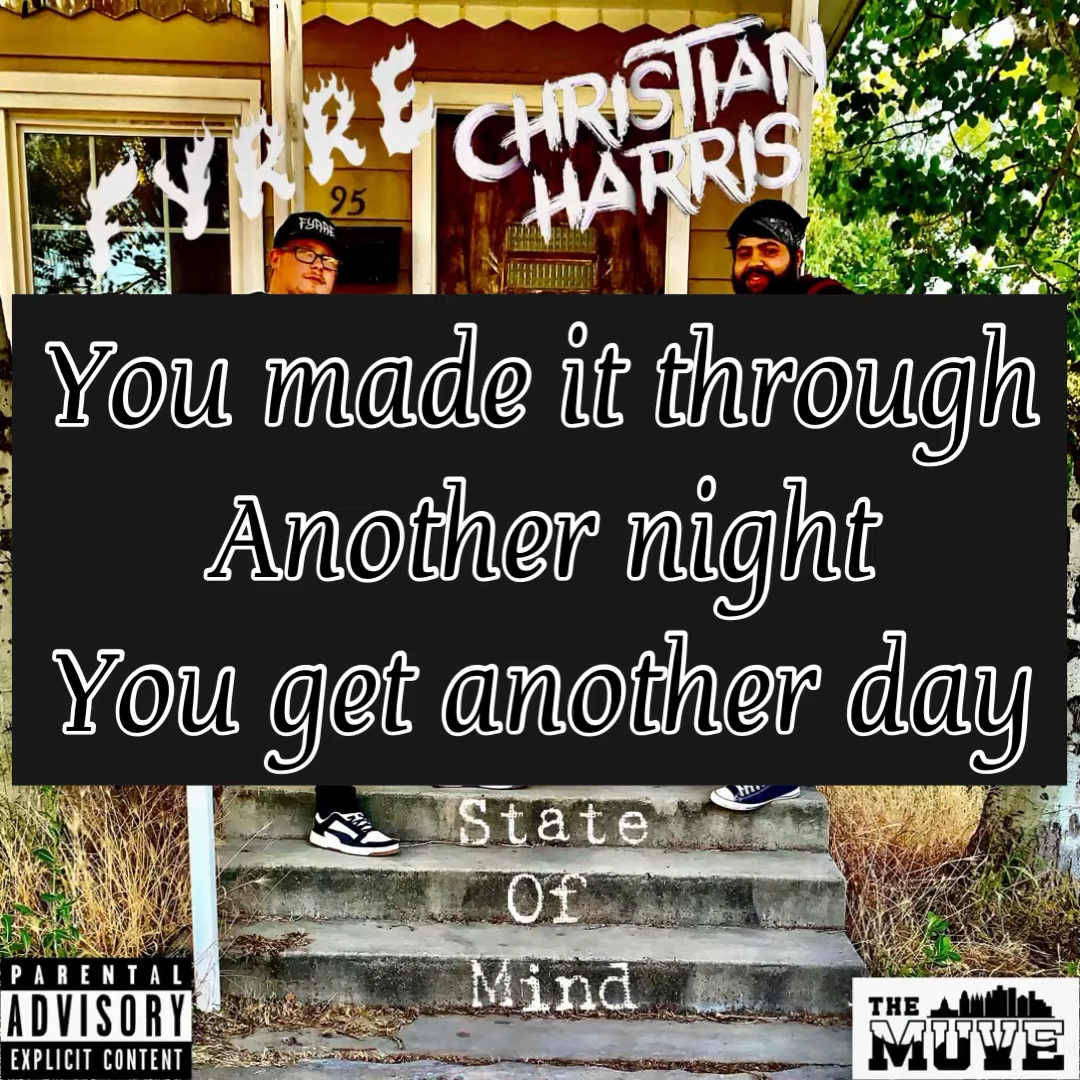 FYRRE
CHRISTIAN
HARRIS
95
FYRRE
You made it through
Another night
You get another day
State
Of
Mind
PARENTAL
ADVISORY
EXPLICIT CONTENT
THE
MUVE